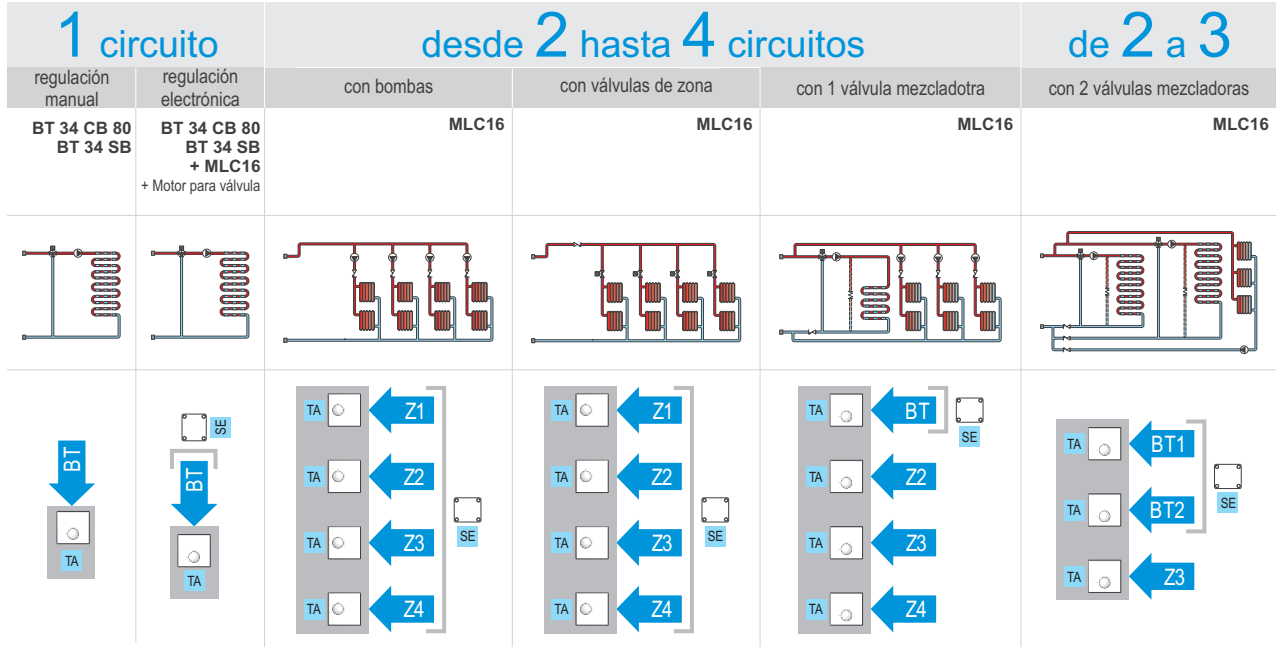 1 circuito
desde 2 hasta 4 circuitos
de 2 a 3
regulación
manual
regulación
electrónica
con bombas
con válvulas de zona
con 1 válvula mezcladotra
con 2 válvulas mezcladoras
BT 34 CB 80
BT 34 SB
BT 34 CB 80
BT 34 SB
+ MLC16
+ Motor para válvula
MLC16
MLC16
MLC16
MLC16
BT
TA
SE
BT
TA
TA Z1
TA Z2
TA Z3
TA Z4
SE
TA Z1
TA Z2
TA Z3
TA Z4
SE
TA BT
SE
TA Z2
TA Z3
TA Z4
TA BT1
TA BT2
SE
TA Z3